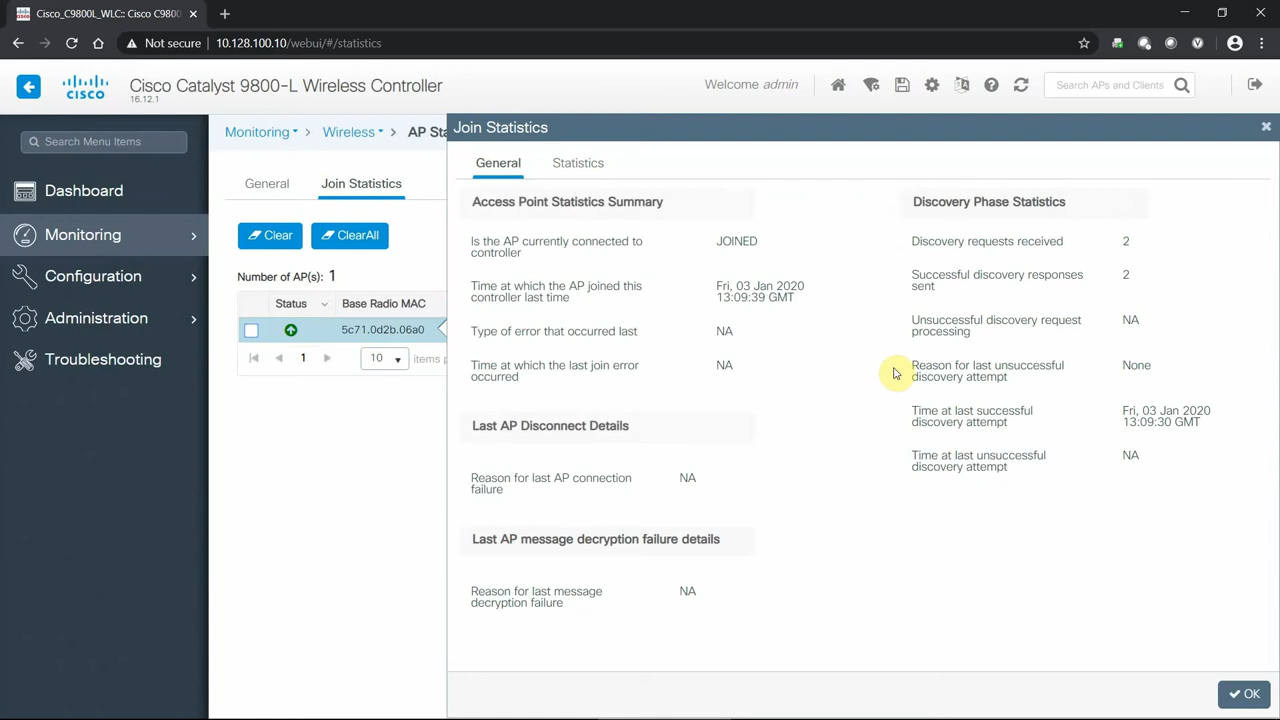 Cisco_C9800L_WLC:: Cisco C9800
Not secure
10.128.100.10/webui/#/statistics
cisco
Cisco Catalyst 9800-L Wireless Controller
16.12.1
Welcome admin
Search APs and Clients
Search Menu Items
Dashboard
Monitoring
Configuration
Administration
Troubleshooting
Monitoring > Wireless > AP Sta
General
Join Statistics
Clear
ClearAll
Number of AP(s): 1
Status
Base Radio MAC
5c71.0d2b.06a0
1
10
items p
Join Statistics
General
Statistics
Access Point Statistics Summary
Is the AP currently connected to
controller
JOINED
Time at which the AP joined this
controller last time
Fri, 03 Jan 2020
13:09:39 GMT
Type of error that occurred last
NA
Time at which the last join error
occurred
NA
Last AP Disconnect Details
Reason for last AP connection
failure
NA
Last AP message decryption failure details
Reason for last message
decryption failure
NA
Discovery Phase Statistics
Discovery requests received
2
Successful discovery responses
sent
2
Unsuccessful discovery request
processing
NA
Reason for last unsuccessful
discovery attempt
None
Time at last successful
discovery attempt
Fri, 03 Jan 2020
13:09:30 GMT
Time at last unsuccessful
discovery attempt
NA
OK